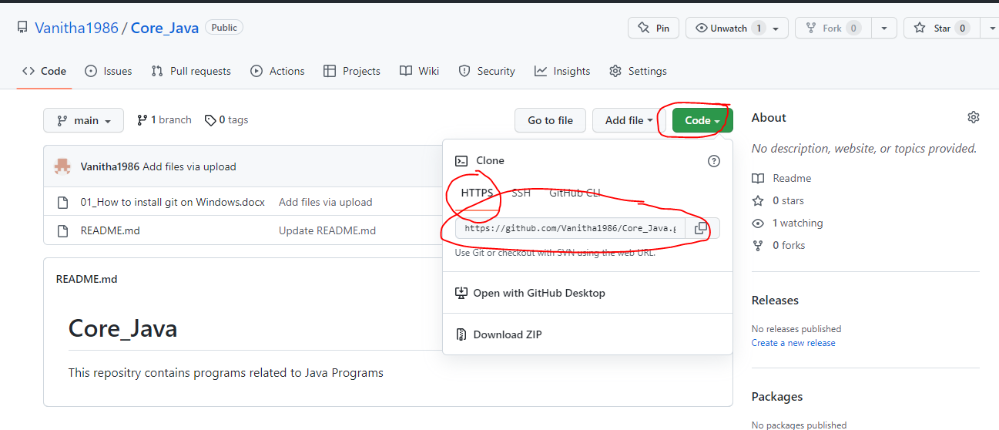 Vanitha1986 / Core_Java Public
Pin Unwatch 1 Fork 0 Star 0
Code Issues Pull requests Actions Projects Wiki Security Insights Settings
main 1 branch 0 tags Go to file Add file Code
Vanitha1986 Add files via upload
01_How to install git on Windows.docx Add files via upload
README.md Update README.md
Clone
HTTPS SSH GitHub CLI
https://github.com/Vanitha1986/Core_Java.g
Use Git or checkout with SVN using the web URL.
Open with GitHub Desktop
Download ZIP
README.md
Core_Java
This repositry contains programs related to Java Programs
About
No description, website, or topics provided.
Readme
0 stars
1 watching
0 forks
Releases
No releases published
Create a new release
Packages
No packages published